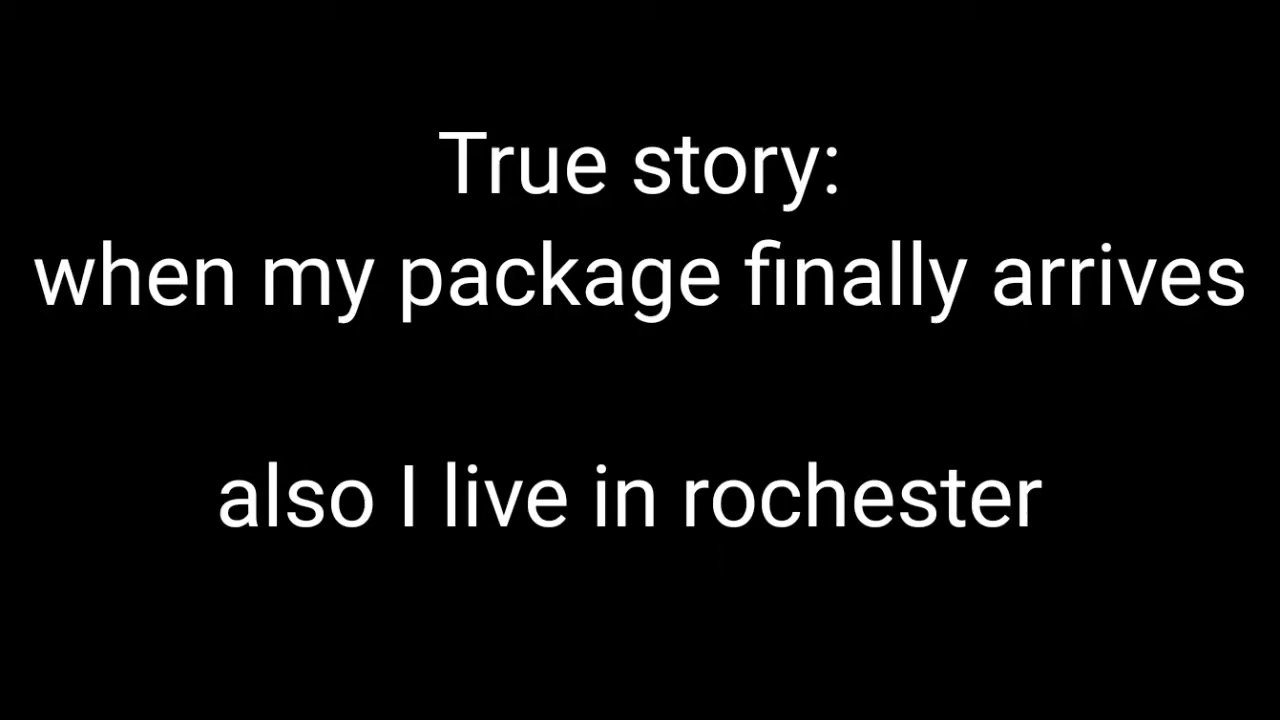 True story:
when my package finally arrives
also I live in rochester